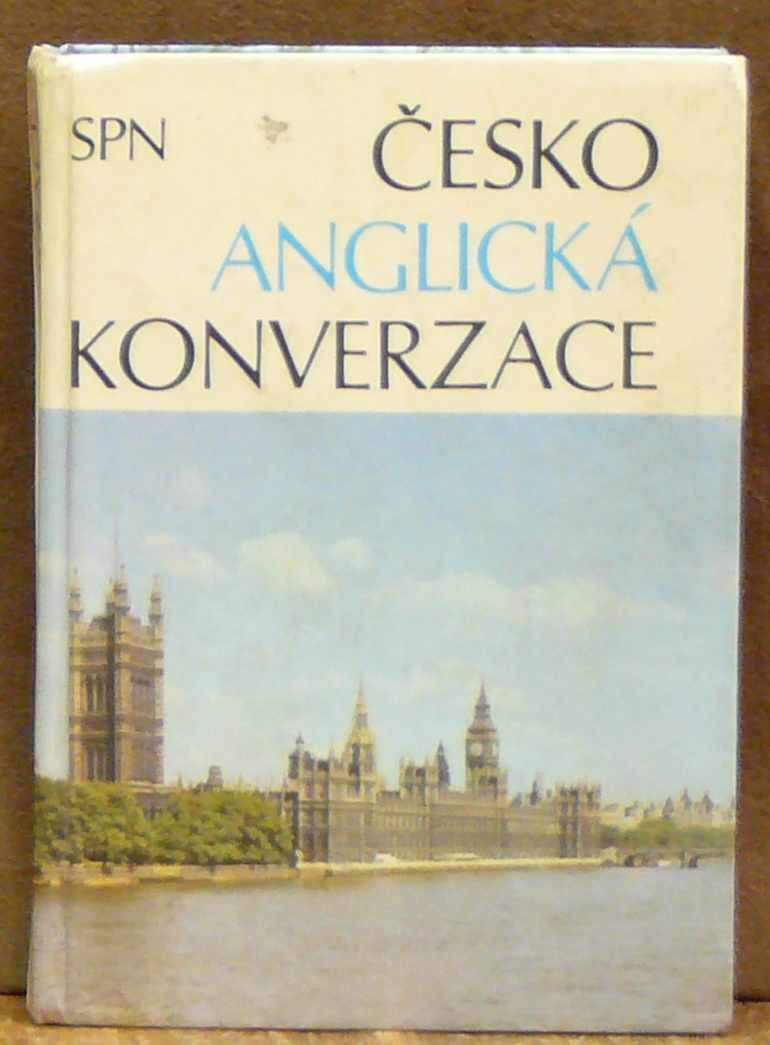 SPN
ČESKO
ANGLICKÁ
KONVERZACE